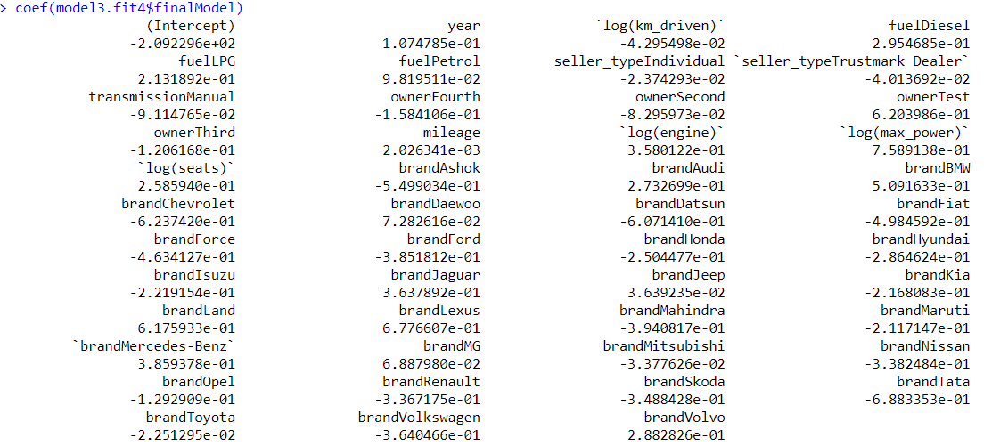 > coef(model3.fit4$finalModel)
(Intercept) year `log(km_driven)` fuelDiesel
-2.092296e+02 1.074785e-01 -4.295498e-02 2.954685e-01
fuelLPG fuelPetrol seller_typeIndividual `seller_typeTrustmark Dealer`
2.131892e-01 9.819511e-02 -2.374293e-02 -4.013692e-02
transmissionManual ownerFourth ownerSecond ownerTest
-9.114765e-02 -1.584106e-01 -8.295973e-02 6.203986e-01
ownerThird mileage `log(engine)` `log(max_power)`
-1.206168e-01 2.026341e-03 3.580122e-01 7.589138e-01
`log(seats)` brandAshok brandAudi brandBMW
2.585940e-01 -5.499034e-01 2.732699e-01 5.091633e-01
brandChevrolet brandDaewoo brandDatsun brandFiat
-6.237420e-01 7.282616e-02 -6.071410e-01 -4.984592e-01
brandForce brandFord brandHonda brandHyundai
-4.634127e-01 -3.851812e-01 -2.504477e-01 -2.864624e-01
brandIsuzu brandJaguar brandJeep brandKia
-2.219154e-01 3.637892e-01 3.639235e-02 -2.168083e-01
brandLand brandLexus brandMahindra brandMaruti
6.175933e-01 6.776607e-01 -3.940817e-01 -2.117147e-01
`brandMercedes-Benz` brandMG brandMitsubishi brandNissan
3.859378e-01 6.887980e-02 -3.377626e-02 -3.382484e-01
brandOpel brandRenault brandSkoda brandTata
-1.292909e-01 -3.367175e-01 -3.488428e-01 -6.883353e-01
brandToyota brandVolkswagen brandVolvo
-2.251295e-02 -3.640466e-01 2.882826e-01